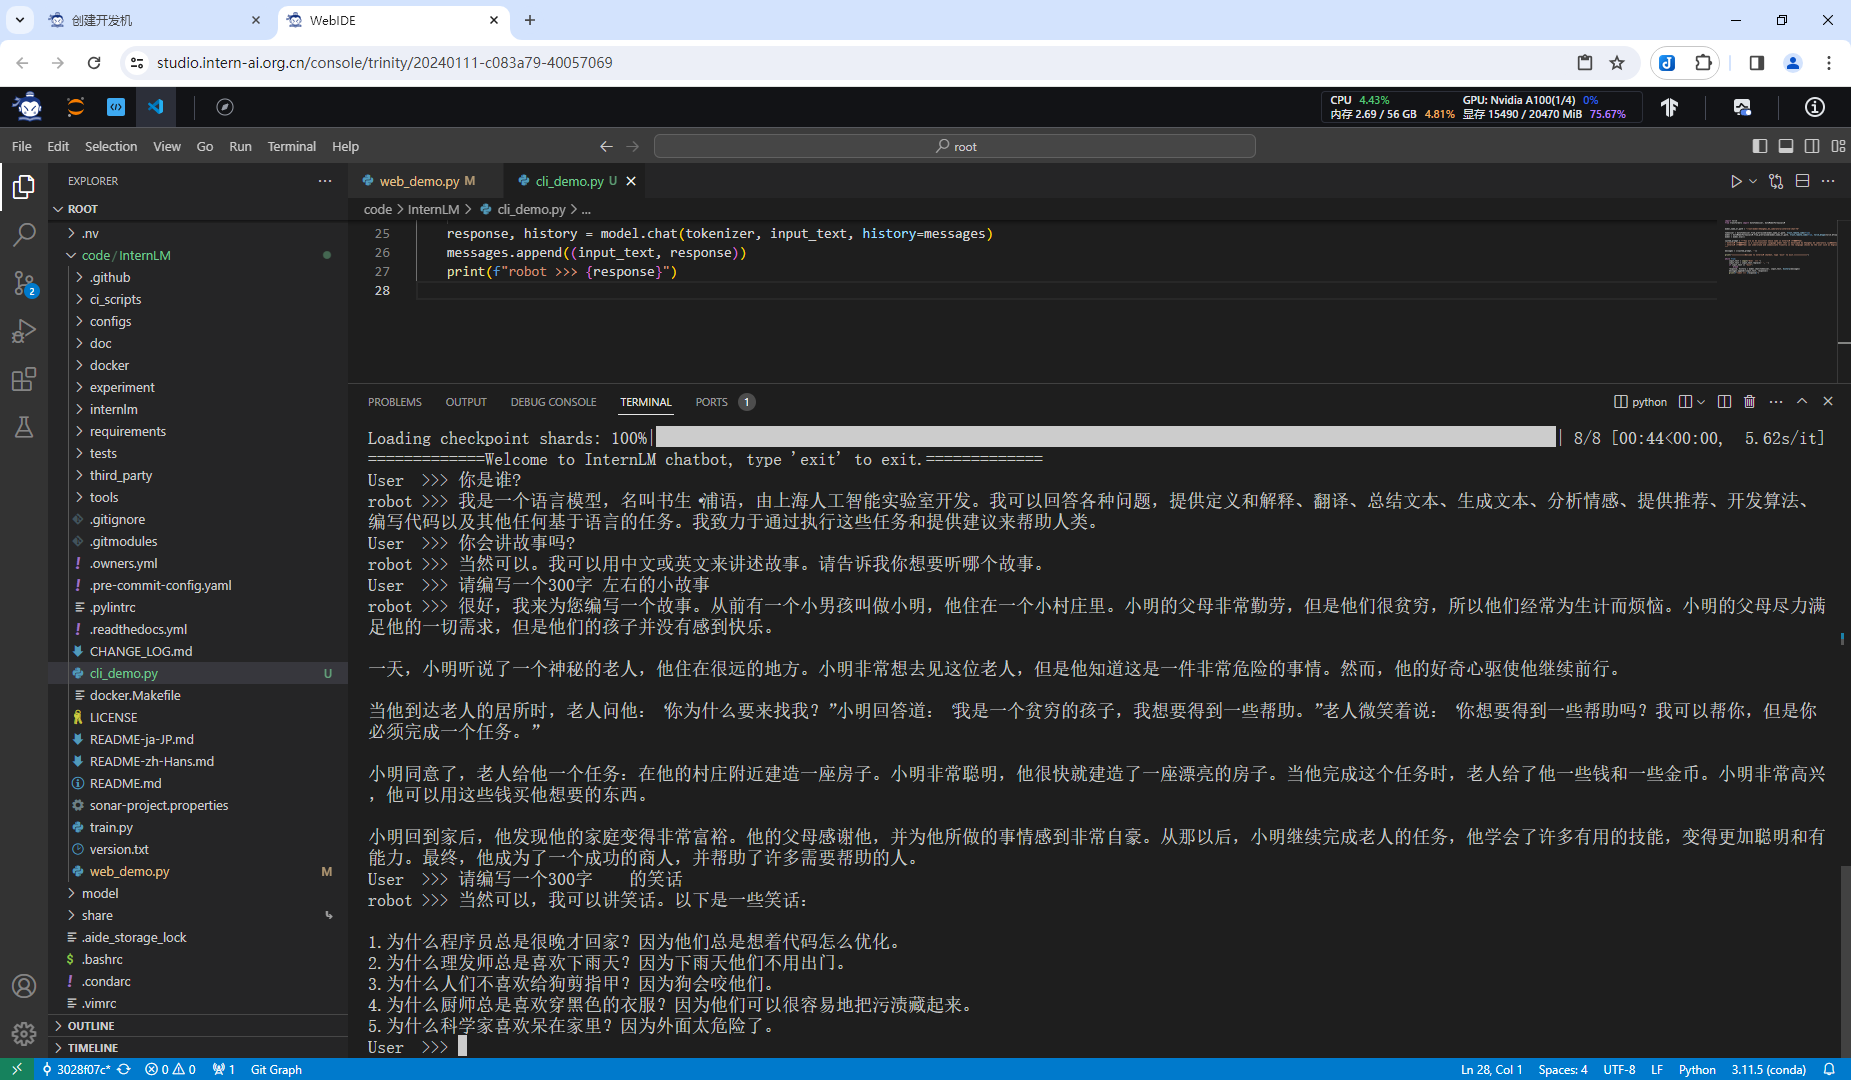 创建开发机
WebIDE
studio.intern-ai.org.cn/console/trinity/20240111-c083a79-40057069
CPU 4.43% GPU: Nvidia A100(1/4) 0%
内存 2.69 / 56 GB 4.81% 显存 15490 / 20470 MiB 75.67%
File Edit Selection View Go Run Terminal Help
root
EXPLORER
web_demo.py M
cli_demo.py U
ROOT
code > InternLM > cli_demo.py > ...
.nv
code / InternLM
.github
ci_scripts
configs
doc
docker
experiment
internlm
requirements
tests
third_party
tools
.gitignore
.gitmodules
.owners.yml
.pre-commit-config.yaml
.pylintrc
.readthedocs.yml
CHANGE_LOG.md
cli_demo.py U
docker.Makefile
LICENSE
README-ja-JP.md
README-zh-Hans.md
README.md
sonar-project.properties
train.py
version.txt
web_demo.py M
model
share
.aide_storage_lock
.bashrc
.condarc
.vimrc
OUTLINE
TIMELINE
2
25 response, history = model.chat(tokenizer, input_text, history=messages)
26 messages.append((input_text, response))
27 print(f"robot >>> {response}")
28
PROBLEMS OUTPUT DEBUG CONSOLE TERMINAL PORTS 1
python
Loading checkpoint shards: 100%| | 8/8 [00:44<00:00, 5.62s/it]
=============Welcome to InternLM chatbot, type 'exit' to exit.=============
User >>> 你是谁?
robot >>> 我是一个语言模型，名叫书生·浦语，由上海人工智能实验室开发。我可以回答各种问题，提供定义和解释、翻译、总结文本、生成文本、分析情感、提供推荐、开发算法、
编写代码以及其他任何基于语言的任务。我致力于通过执行这些任务和提供建议来帮助人类。
User >>> 你会讲故事吗?
robot >>> 当然可以。我可以用中文或英文来讲述故事。请告诉我你想要听哪个故事。
User >>> 请编写一个300字 左右的小故事
robot >>> 很好，我来为您编写一个故事。从前有一个小男孩叫做小明，他住在一个小村庄里。小明的父母非常勤劳，但是他们很贫穷，所以他们经常为生计而烦恼。小明的父母尽力满
足他的一切需求，但是他们的孩子并没有感到快乐。
一天，小明听说了一个神秘的老人，他住在很远的地方。小明非常想去见这位老人，但是他知道这是一件非常危险的事情。然而，他的好奇心驱使他继续前行。
当他到达老人的居所时，老人问他：“你为什么要来找我？”小明回答道：“我是一个贫穷的孩子，我想要得到一些帮助。”老人微笑着说：“你想要得到一些帮助吗？我可以帮你，但是你
必须完成一个任务。”
小明同意了，老人给他一个任务：在他的村庄附近建造一座房子。小明非常聪明，他很快就建造了一座漂亮的房子。当他完成这个任务时，老人给了他一些钱和一些金币。小明非常高兴
，他可以用这些钱买他想要的东西。
小明回到家后，他发现他的家庭变得非常富裕。他的父母感谢他，并为他所做的事情感到非常自豪。从那以后，小明继续完成老人的任务，他学会了许多有用的技能，变得更加聪明和有
能力。最终，他成为了一个成功的商人，并帮助了许多需要帮助的人。
User >>> 请编写一个300字 的笑话
robot >>> 当然可以，我可以讲笑话。以下是一些笑话：
1. 为什么程序员总是很晚才回家？因为他们总是想着代码怎么优化。
2. 为什么理发师总是喜欢下雨天？因为下雨天他们不用出门。
3. 为什么人们不喜欢给狗剪指甲？因为狗会咬他们。
4. 为什么厨师总是喜欢穿黑色的衣服？因为他们可以很容易地把污渍藏起来。
5. 为什么科学家喜欢呆在家里？因为外面太危险了。
User >>>
3028f07c* 0 0 1 Git Graph
Ln 28, Col 1 Spaces: 4 UTF-8 LF Python 3.11.5 (conda)